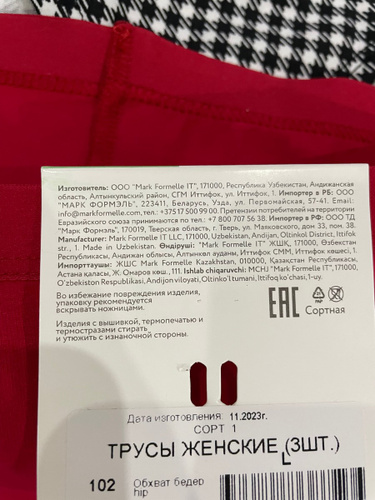 Изготовитель: ООО "Mark Formelle IT", 171000, Республика Узбекистан, Андижанская
область, Алтынкульский район, СГМ Иттифок, ул. Иттифок, 1. Импортер в РБ: ООО
"МАРК ФОРМЭЛЬ", 223411, Беларусь, Узда, ул. Первомайская, 57-41. Email:
info@markformelle.com, тел.: +37517 500 99 00. Претензии потребителей на территории
Евразийского союза принимаются по тел.: +7 800 707 56 38. Импортер в РФ: ООО ТД
"Марк Формэль", 170019, Тверская область, г. Тверь, ул. Маяковского, дом 33, пом. 38.
Manufacturer: Mark Formelle IT LLC, 171000, Uzbekistan, Andijan, Oltinkol District, Ittifok
str., 1. Made in Uzbekistan. Өндіруші: "Mark Formelle IT" ЖШҚ, 171000, Өзбекстан
Республикасы, Андижан облысы, Алтынкөл ауданы, Иттифок СММ, Иттифок көшесі, 1.
Импорттаушы: ЖШС Mark Formelle Kazakhstan, 010000, Қазақстан Республикасы,
Астана қаласы, Ж. Омаров көш., 111. Ishlab chiqaruvchi: MCHJ "Mark Formelle IT", 171000,
O'zbekiston Respublikasi, Andijon viloyati, Oltinko'l tumani, Ittifoq ko'chasi, 1-uy.
Во избежание повреждения изделия,
упаковку рекомендуется
вскрывать ножницами.
Изделия с вышивкой, термопечатью и
термостразами стирать
и утюжить с изнаночной стороны.
EAC
Сортная
Дата изготовления: 11.2023г.
СОРТ 1
ТРУСЫ ЖЕНСКИЕ (3ШТ.)
102 Обхват бедер
hip